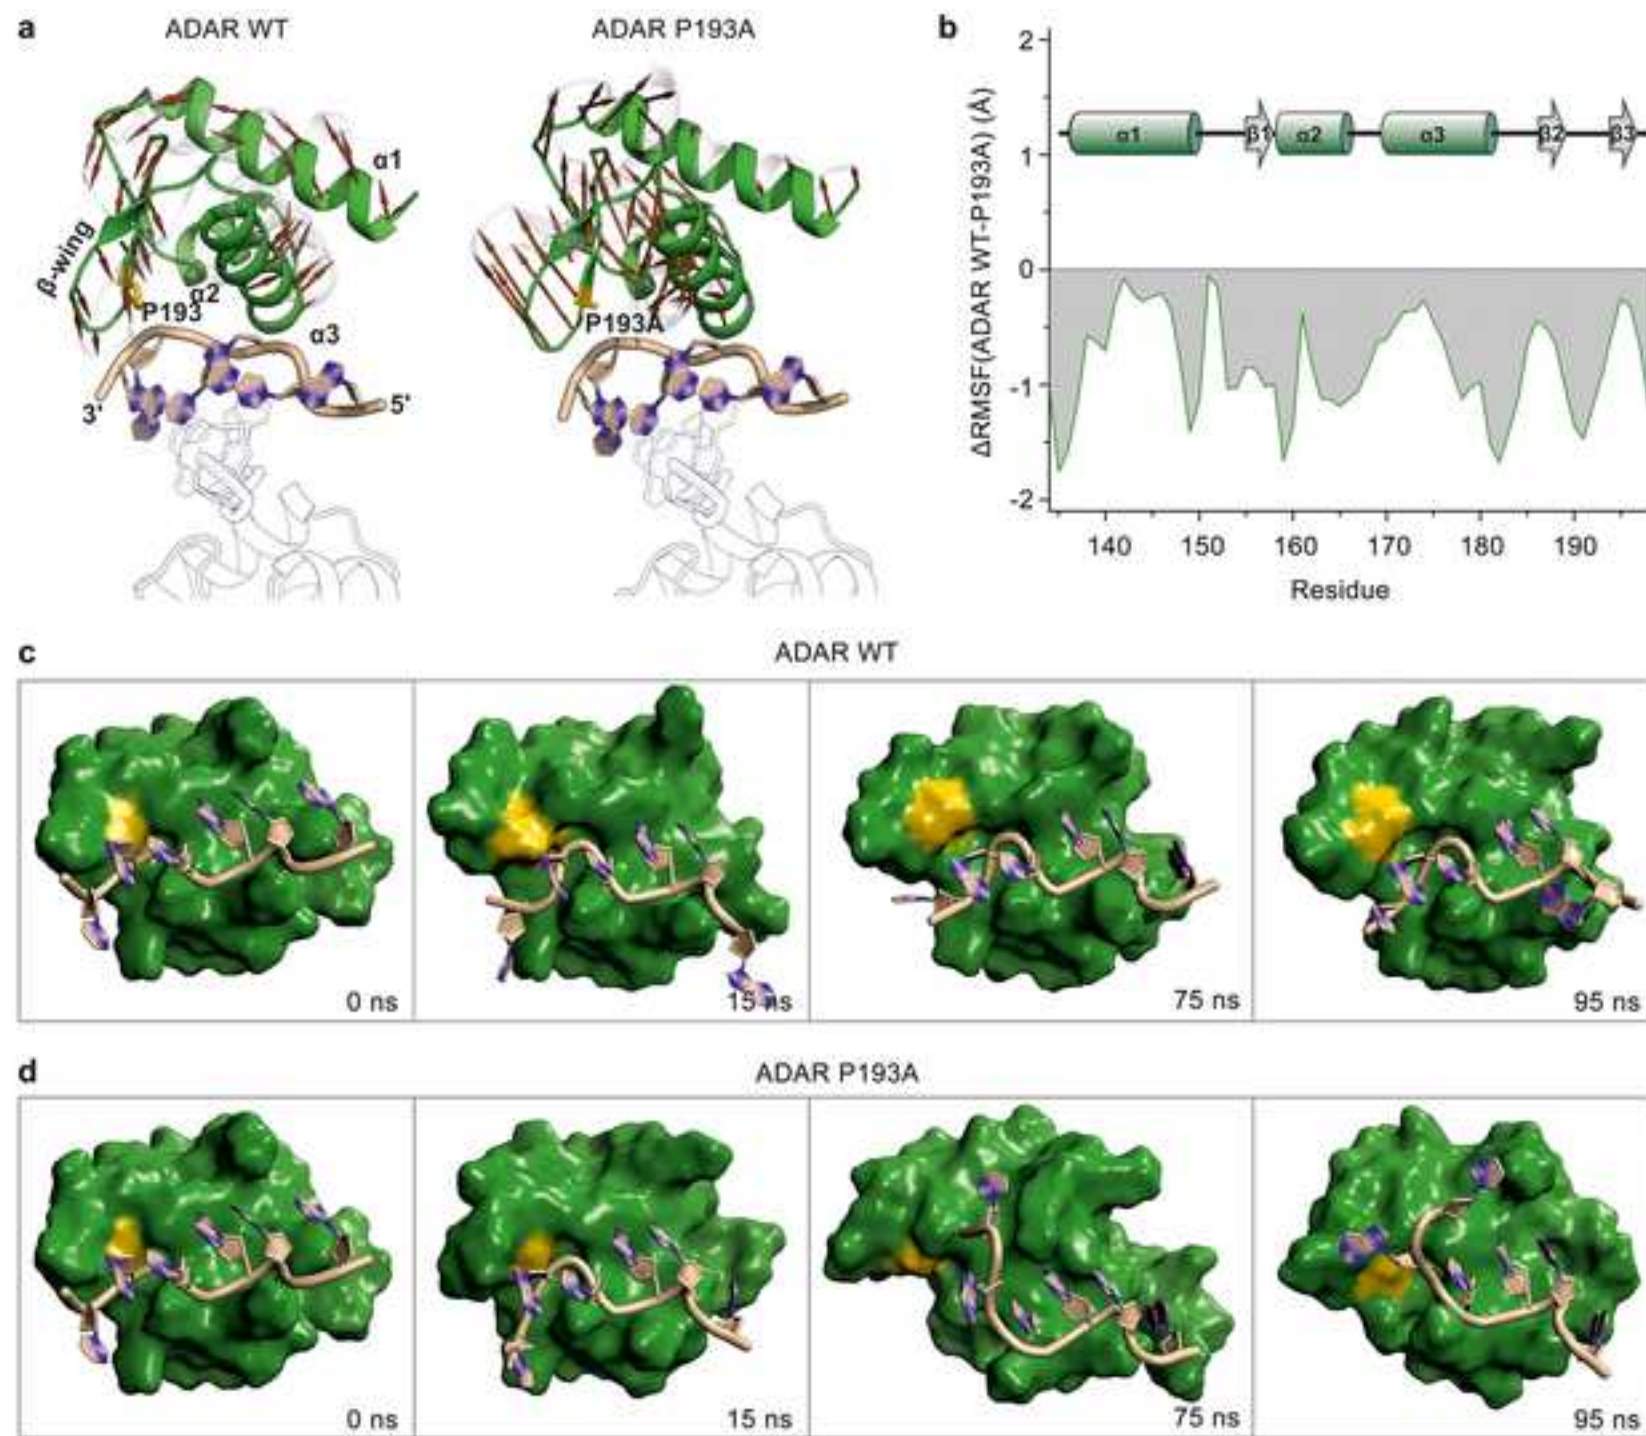 a
ADAR WT
ADAR P193A
α1
β-wing
α2
P193
α3
3'
5'
P193A
b
2
1
0
-1
-2
ΔRMSF(ADAR WT-P193A) (Å)
α1
β1
α2
α3
β2
β3
140
150
160
170
180
190
Residue
c
ADAR WT
0 ns
15 ns
75 ns
95 ns
d
ADAR P193A
0 ns
15 ns
75 ns
95 ns